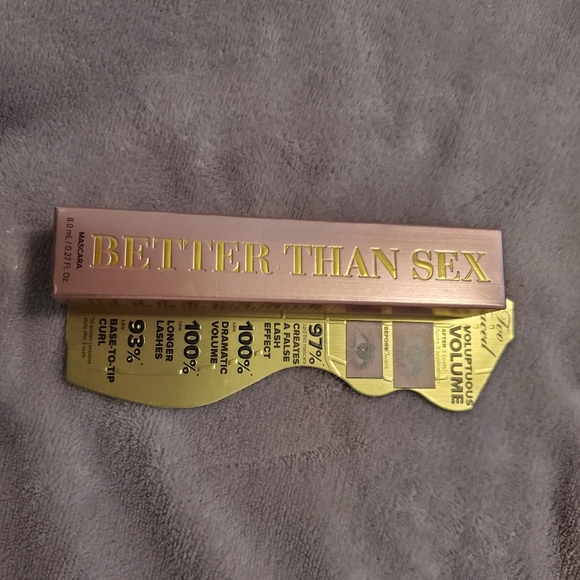 BETTER THAN SEX
MASCARA
8.0 mL / 0.27 Fl. Oz.
Too
Faced
VOLUPTUOUS
VOLUME
BEFORE
AFTER
97%
CREATES
A FALSE
LASH
EFFECT
100%
DRAMATIC
VOLUME
100%
LONGER
LASHES
93%
BASE-TO-TIP
CURL